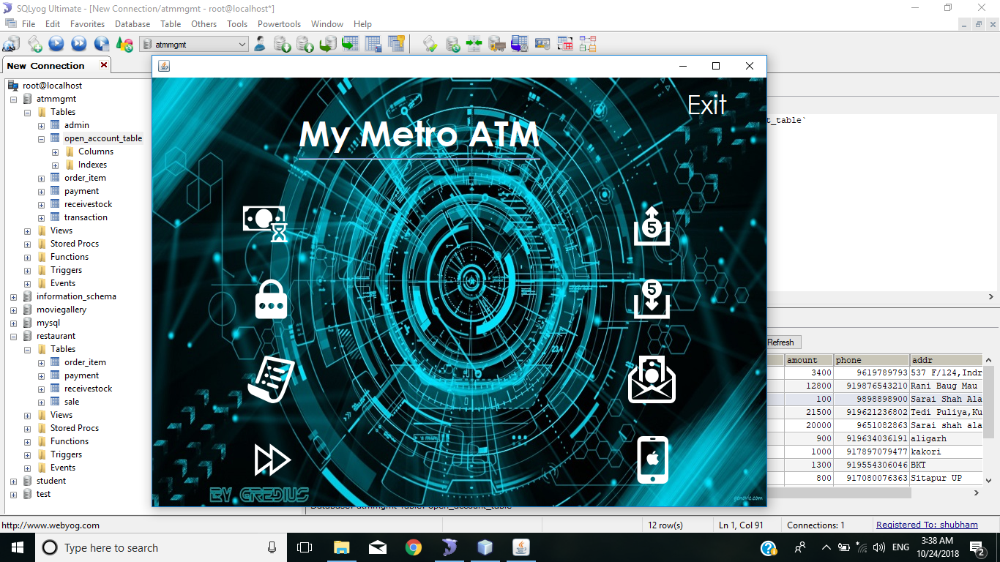 SQLyog Ultimate - [New Connection/atmmgmt - root@localhost*]
File Edit Favorites Database Table Others Tools Powertools Window Help
atmmgmt
New Connection
root@localhost
atmmgmt
Tables
admin
open_account_table
Columns
Indexes
order_item
payment
receivestock
transaction
Views
Stored Procs
Functions
Triggers
Events
information_schema
moviegallery
mysql
restaurant
Tables
order_item
payment
receivestock
sale
Views
Stored Procs
Functions
Triggers
Events
student
test
Exit
My Metro ATM
5
5
BY GREDIUS
genovic.com
t_table`
Refresh
amount phone addr
3400 9619789793 537 F/124,Indr
12800 919876543210 Rani Baug Mau
100 9898898900 Sarai Shah Ala
21500 919621236802 Tedi Puliya,Ku
20000 9651082863 Sarai shah ala
900 919634036191 aligarh
1000 917897079477 kakori
1300 919554306046 BKT
800 917080076363 Sitapur UP
Database: atmmgmt Table: open_account_table
http://www.webyog.com 12 row(s) Ln 1, Col 91 Connections: 1 Registered To: shubham
Type here to search
ENG
3:38 AM
10/24/2018
2